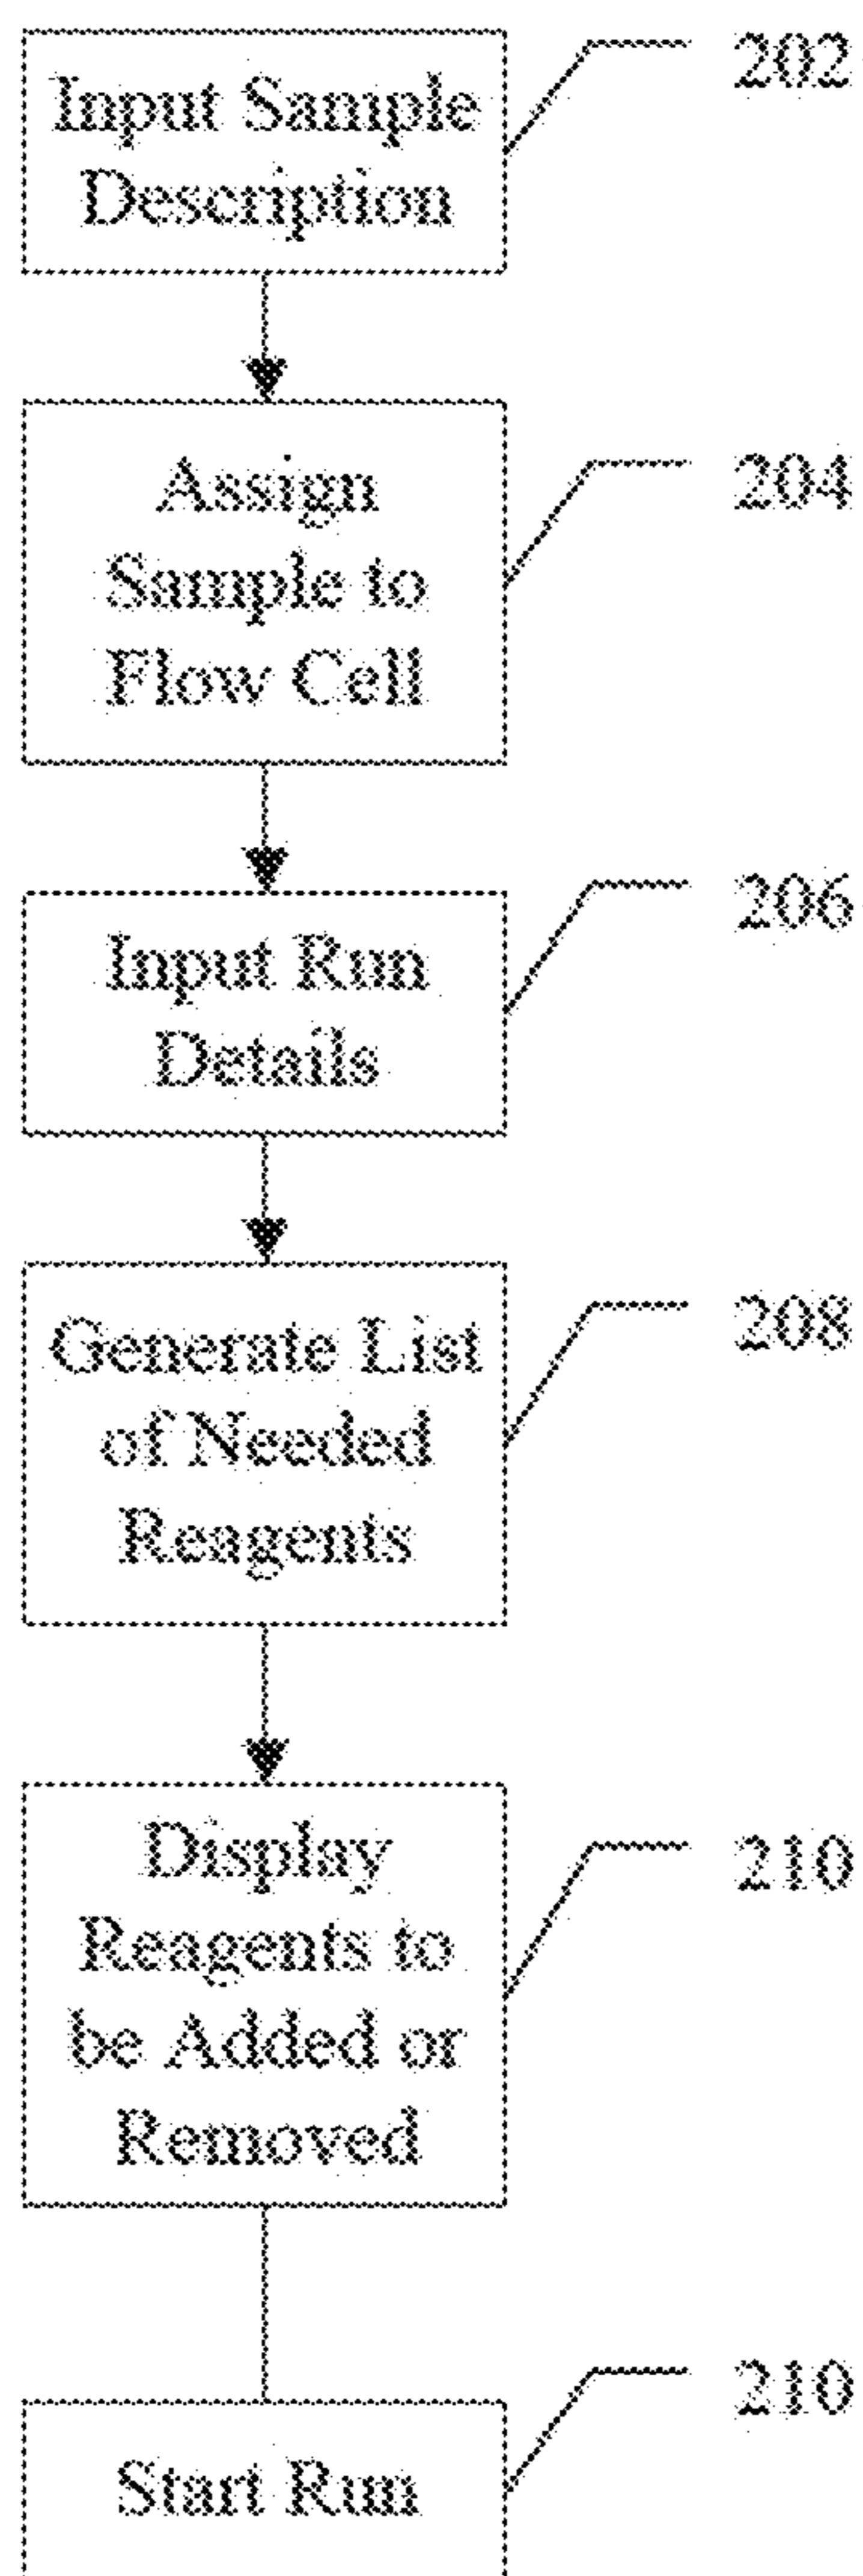 Input Sample
Description
202
Assign
Sample to
Flow Cell
204
Input Run
Details
206
Generate List
of Needed
Reagents
208
Display
Reagents to
be Added or
Removed
210
Start Run
210